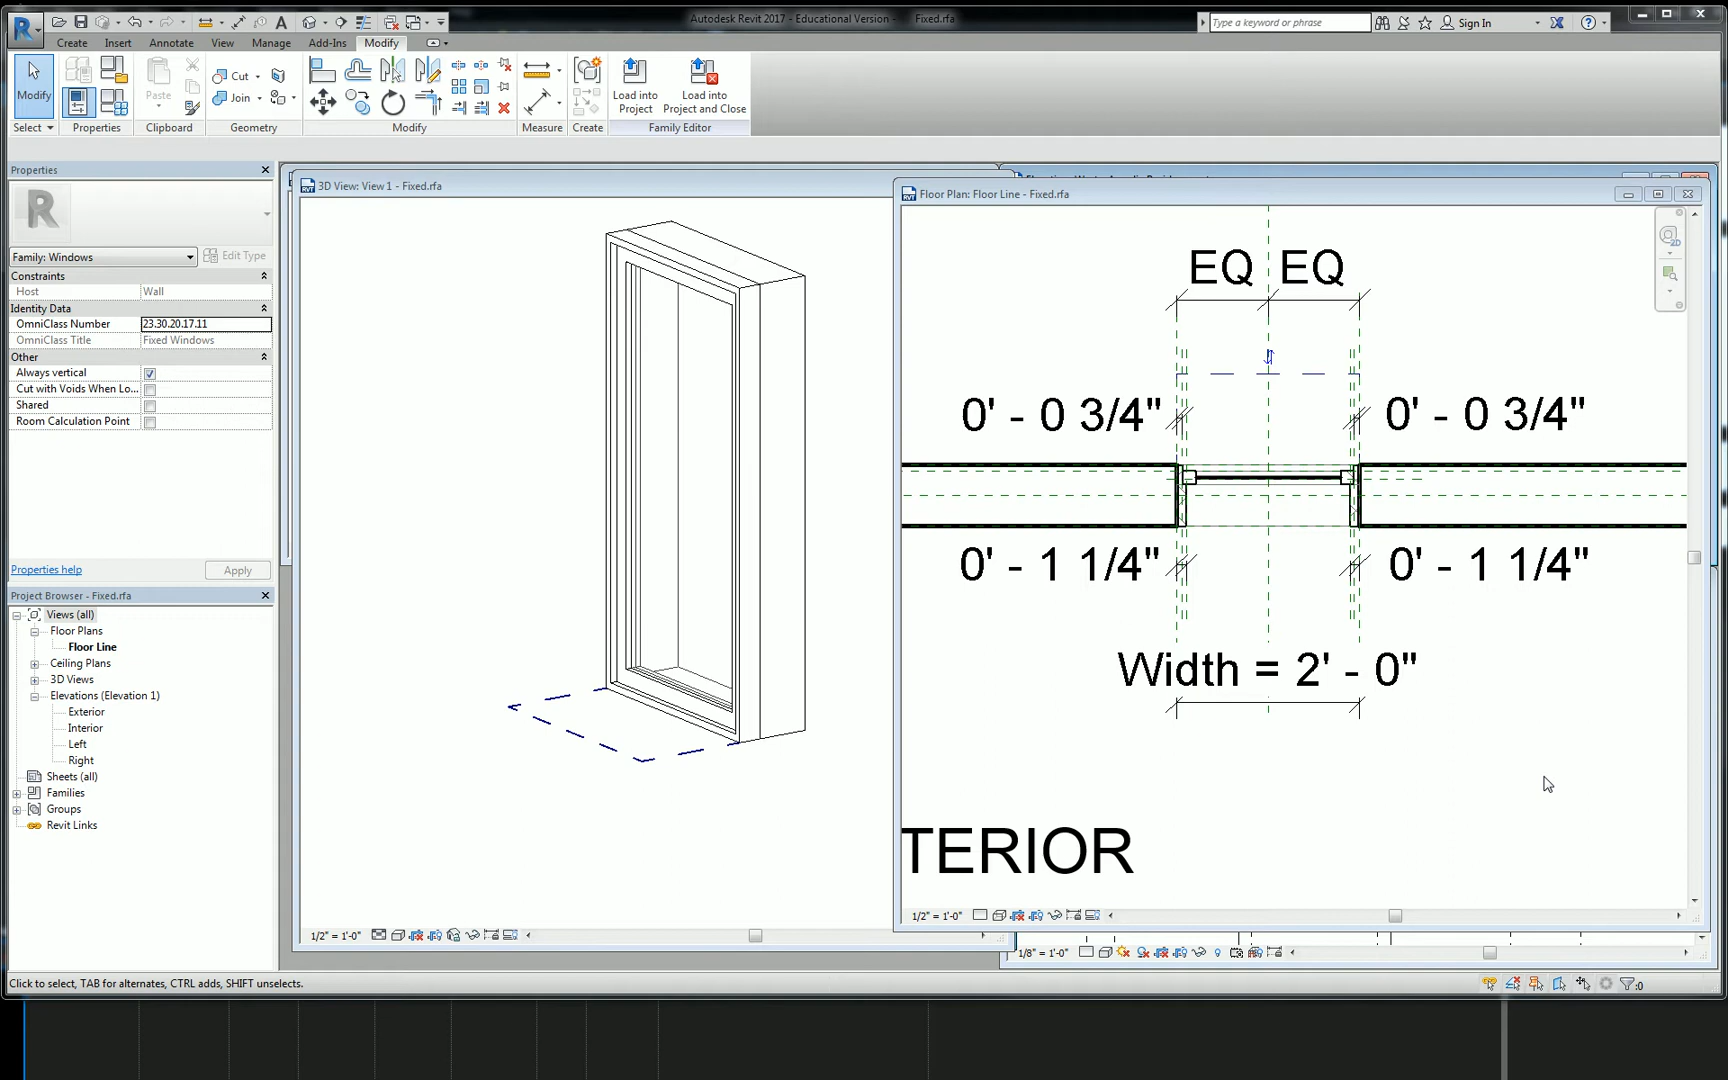 Autodesk Revit 2017 - Educational Version - Fixed.rfa
Type a keyword or phrase
Sign In
Create Insert Annotate View Manage Add-Ins Modify
Modify
Paste
Cut
Join
Load into
Project
Load into
Project and Close
Select Properties Clipboard Geometry Modify Measure Create Family Editor
Properties
Family: Windows
Edit Type
Constraints
Host Wall
Identity Data
OmniClass Number 23.30.20.17.11
OmniClass Title Fixed Windows
Other
Always vertical
Cut with Voids When Lo...
Shared
Room Calculation Point
Properties help
Apply
Project Browser - Fixed.rfa
Views (all)
Floor Plans
Floor Line
Ceiling Plans
3D Views
Elevations (Elevation 1)
Exterior
Interior
Left
Right
Sheets (all)
Families
Groups
Revit Links
3D View: View 1 - Fixed.rfa
1/2" = 1'-0"
Floor Plan: Floor Line - Fixed.rfa
2D
EQ EQ
0' - 0 3/4" 0' - 0 3/4"
0' - 1 1/4" 0' - 1 1/4"
Width = 2' - 0"
TERIOR
1/2" = 1'-0"
1/8" = 1'-0"
Click to select, TAB for alternates, CTRL adds, SHIFT unselects.
:0